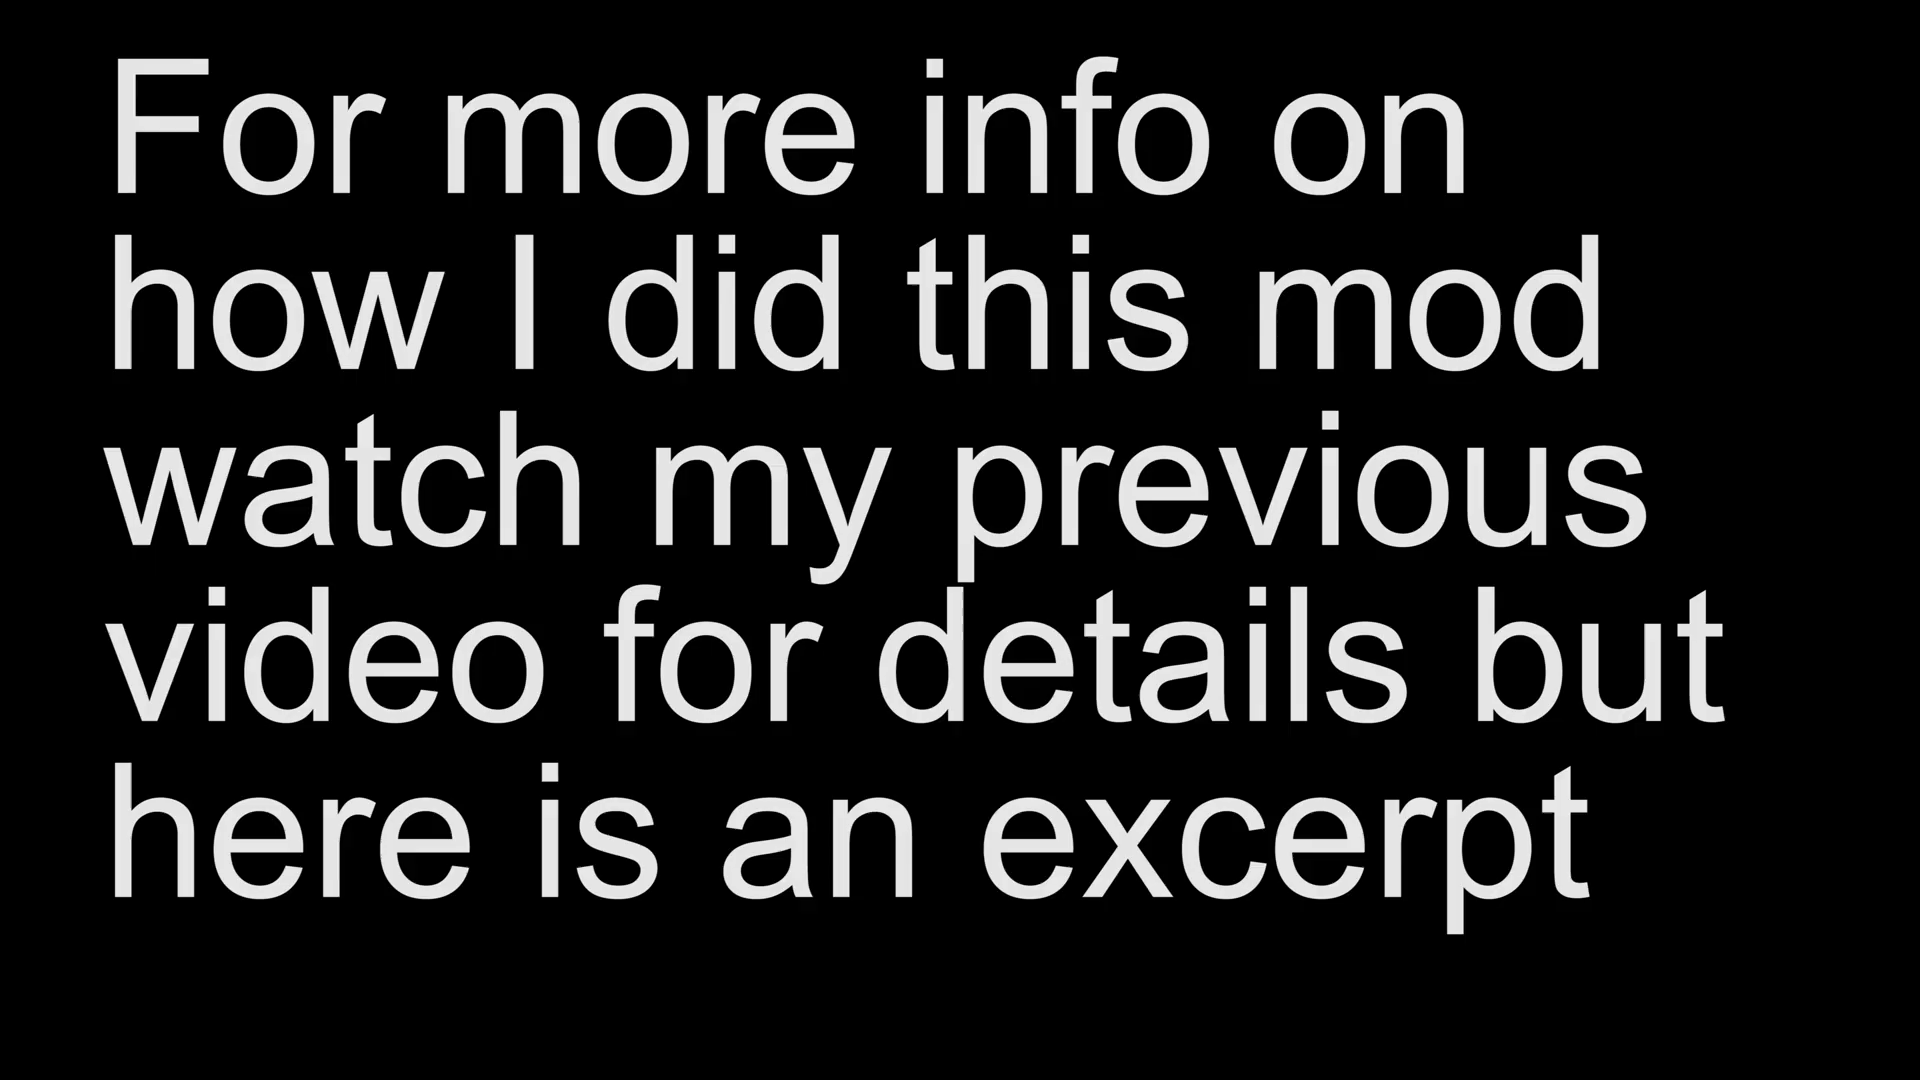 For more info on
how I did this mod
watch my previous
video for details but
here is an excerpt